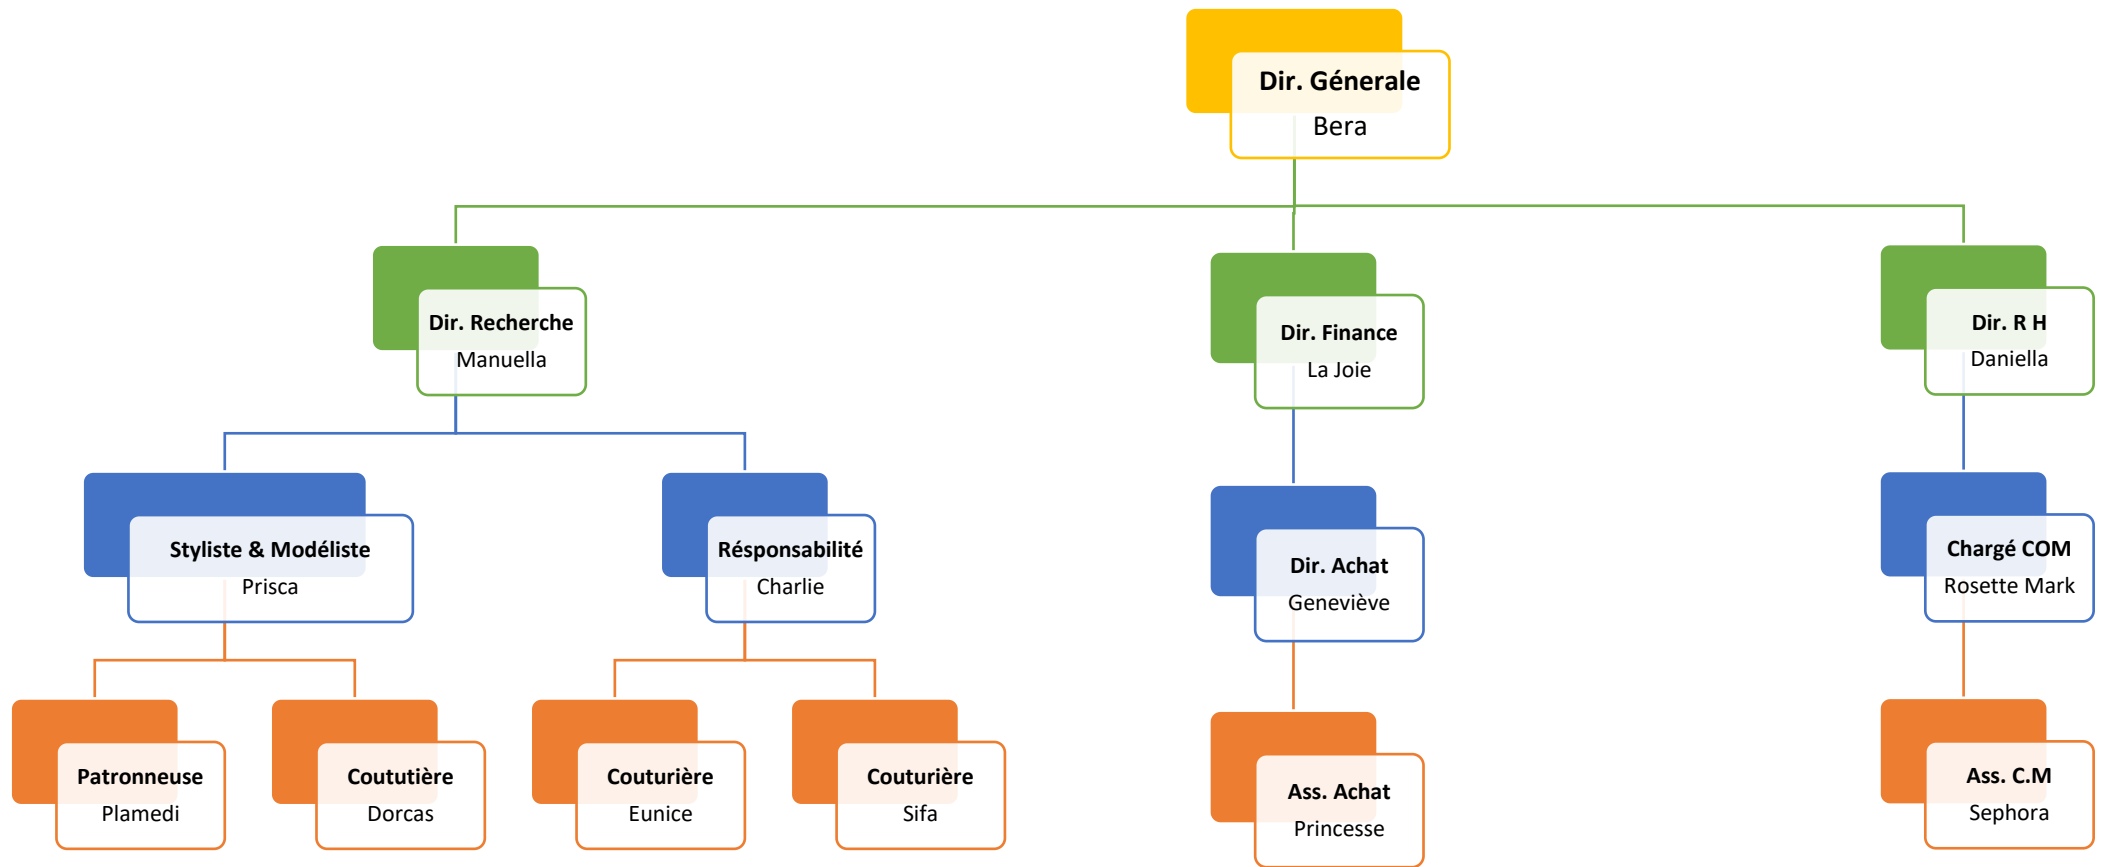 Dir. Génerale
Bera
Dir. Recherche
Manuella
Dir. Finance
La Joie
Dir. R H
Daniella
Styliste & Modéliste
Prisca
Résponsabilité
Charlie
Dir. Achat
Geneviève
Chargé COM
Rosette Mark
Patronneuse
Plamedi
Coututière
Dorcas
Couturière
Eunice
Couturière
Sifa
Ass. Achat
Princesse
Ass. C.M
Sephora